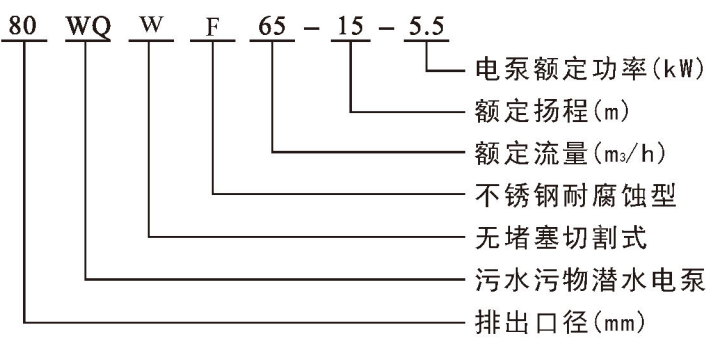 80 WQ W F 65 - 15 - 5.5
电泵额定功率(kW)
额定扬程(m)
额定流量(m3/h)
不锈钢耐腐蚀型
无堵塞切割式
污水污物潜水电泵
排出口径(mm)